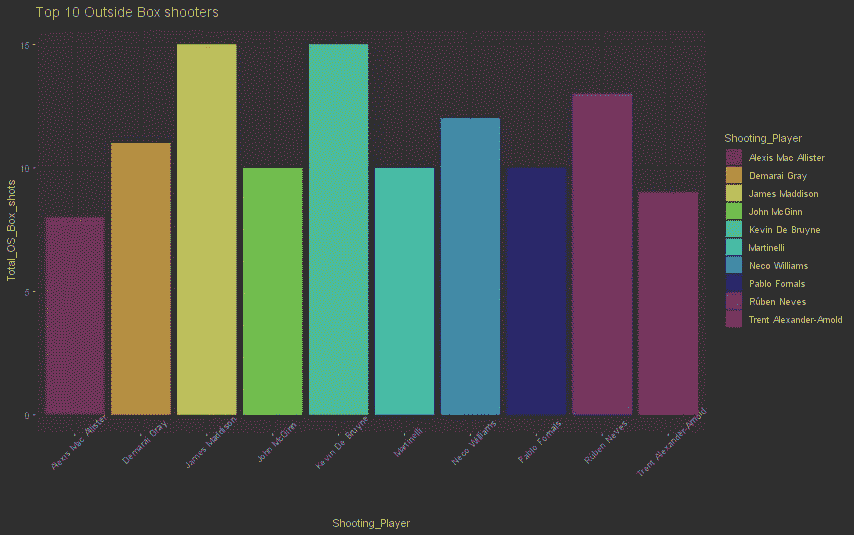 Top 10 Outside Box shooters
Total_OS_Box_shots
15
10
5
0
Alexis Mac Allister
Demarai Gray
James Maddison
John McGinn
Kevin De Bruyne
Martinelli
Neco Williams
Pablo Fornals
Rúben Neves
Trent Alexander-Arnold
Shooting_Player
Shooting_Player
Alexis Mac Allister
Demarai Gray
James Maddison
John McGinn
Kevin De Bruyne
Martinelli
Neco Williams
Pablo Fornals
Rúben Neves
Trent Alexander-Arnold